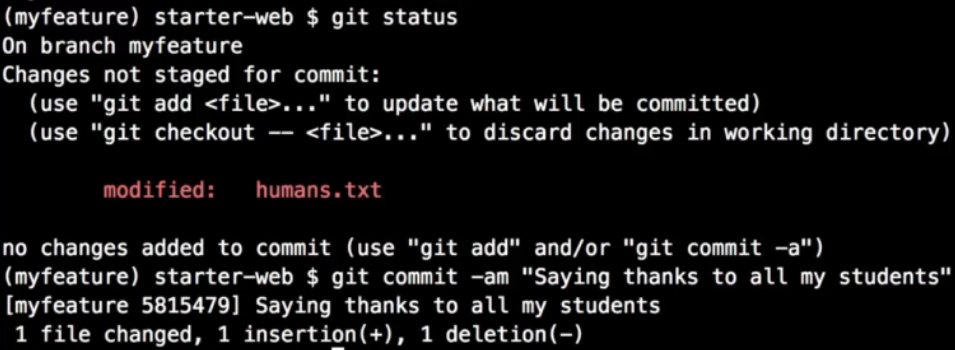 (myfeature) starter-web $ git status
On branch myfeature
Changes not staged for commit:
  (use "git add <file>..." to update what will be committed)
  (use "git checkout -- <file>..." to discard changes in working directory)

        modified:   humans.txt

no changes added to commit (use "git add" and/or "git commit -a")
(myfeature) starter-web $ git commit -am "Saying thanks to all my students"
[myfeature 5815479] Saying thanks to all my students
 1 file changed, 1 insertion(+), 1 deletion(-)